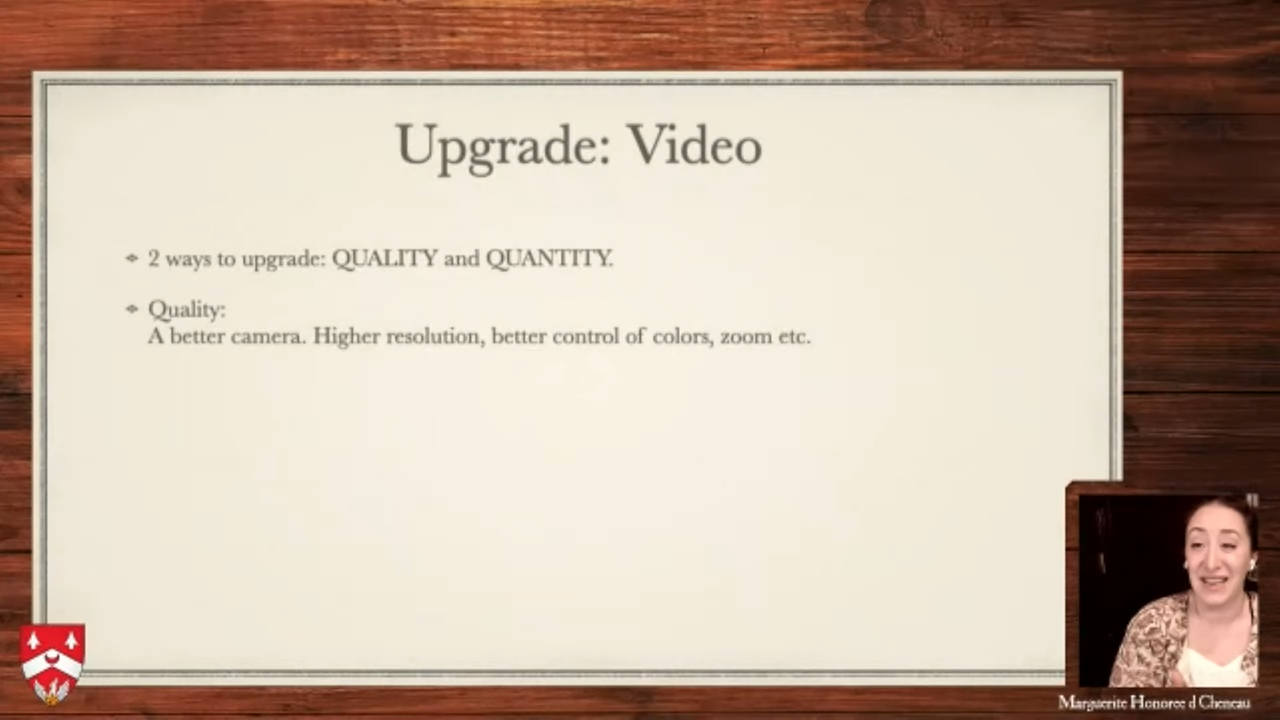 Upgrade: Video
2 ways to upgrade: QUALITY and QUANTITY.
Quality:
A better camera. Higher resolution, better control of colors, zoom etc.
Marguerite Honoree d Cheneau